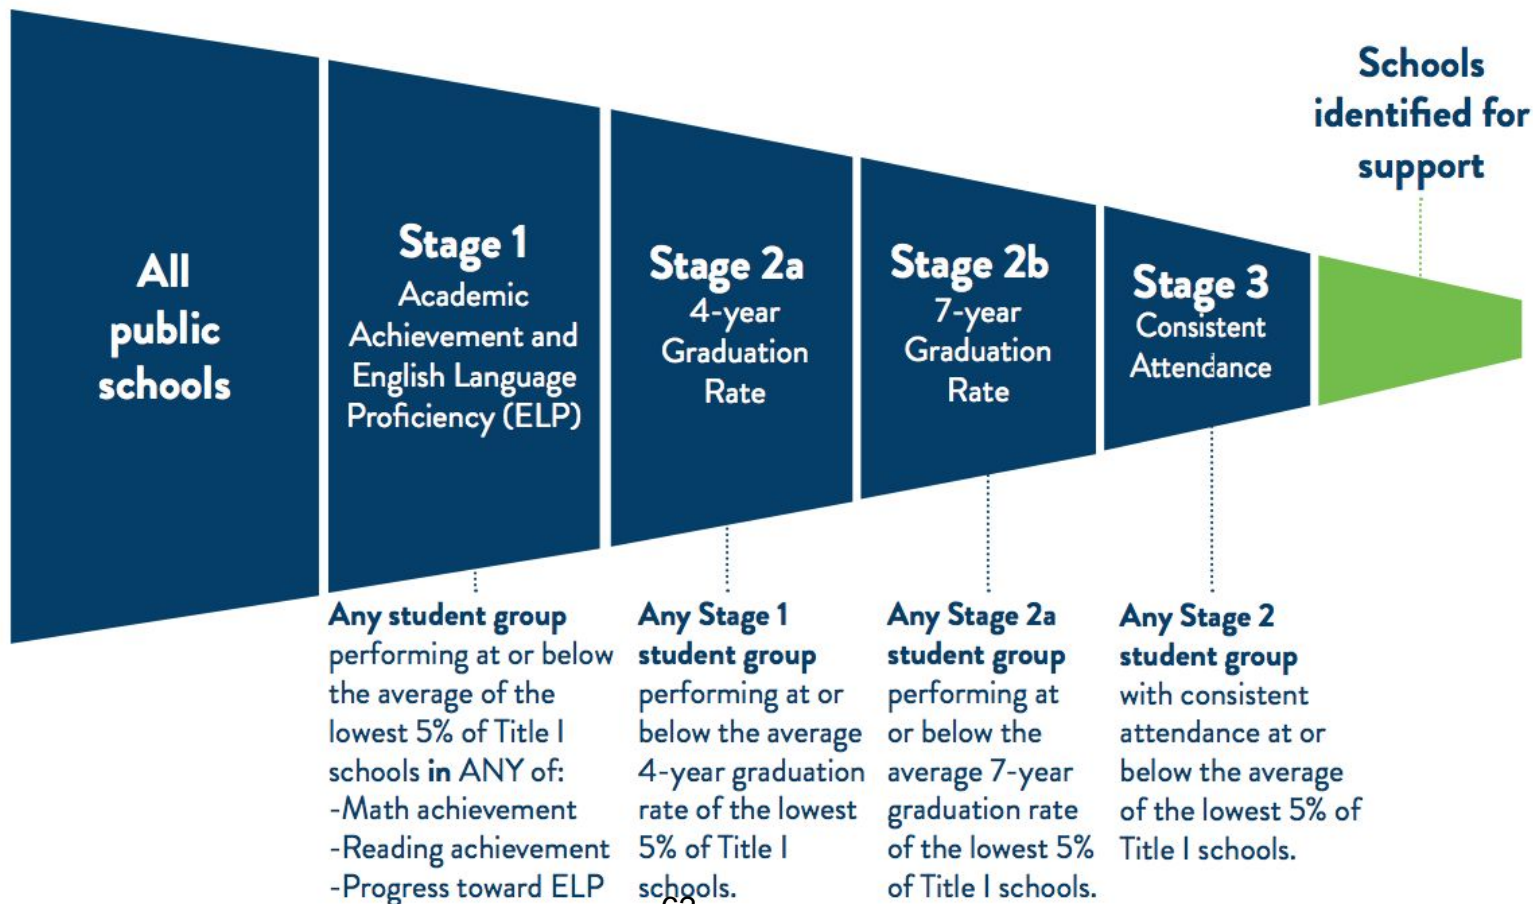 Schools
identified for
support
All
public
schools
Stage 1
Academic
Achievement and
English Language
Proficiency (ELP)
Stage 2a
4-year
Graduation
Rate
Stage 2b
7-year
Graduation
Rate
Stage 3
Consistent
Attendance
Any student group
performing at or below
the average of the
lowest 5% of Title I
schools in ANY of:
-Math achievement
-Reading achievement
-Progress toward ELP
Any Stage 1
student group
performing at or
below the average
4-year graduation
rate of the lowest
5% of Title I
schools.
Any Stage 2a
student group
performing at
or below the
average 7-year
graduation rate
of the lowest 5%
of Title I schools.
Any Stage 2
student group
with consistent
attendance at or
below the average
of the lowest 5% of
Title I schools.